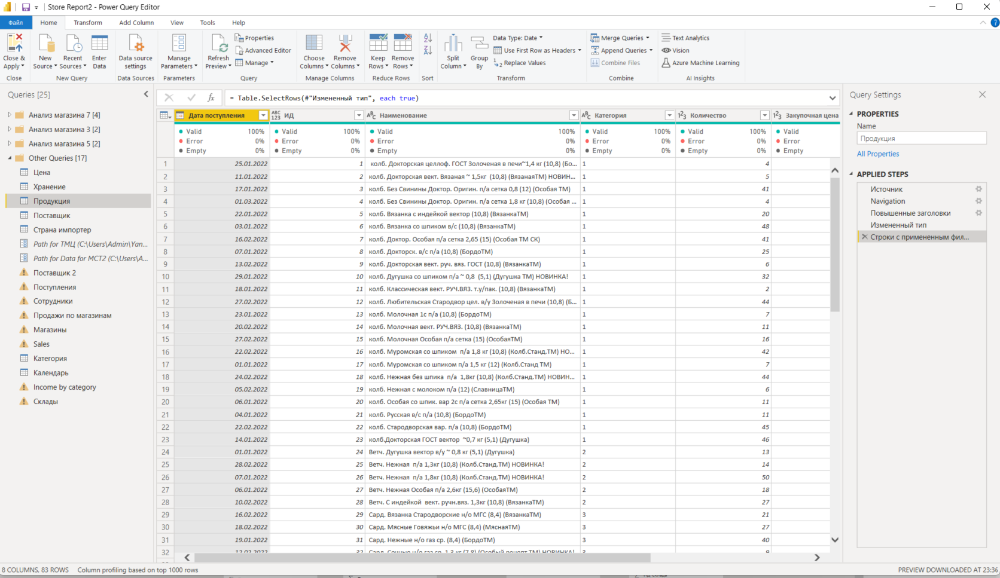 Store Report2 - Power Query Editor
Файл Home Transform Add Column View Tools Help
Close & Apply
New Source
Recent Sources
Enter Data
Data source settings
Manage Parameters
Refresh Preview
Properties
Advanced Editor
Manage
Choose Columns
Remove Columns
Keep Rows
Remove Rows
Split Column
Group By
Data Type: Date
Use First Row as Headers
Replace Values
Merge Queries
Append Queries
Combine Files
Text Analytics
Vision
Azure Machine Learning
Close New Query Data Sources Parameters Query Manage Columns Reduce Rows Sort Transform Combine AI Insights
Queries [25]
Анализ магазина 7 [4]
Анализ магазина 3 [2]
Анализ магазина 5 [2]
Other Queries [17]
Цена
Хранение
Продукция
Поставщик
Страна импортер
Path for ТМЦ (C:\Users\Admin\Yan...
Path for Data for MCT2 (C:\Users\A...
Поставщик 2
Поступления
Сотрудники
Продажи по магазинам
Магазины
Sales
Категория
Календарь
Income by category
Склады
fx = Table.SelectRows(#"Измененный тип", each true)
Дата поступления ABC 123 ИД ABC Наименование ABC Категория 123 Количество 123 Закупочная цена
Valid 100% Valid 100% Valid 100% Valid 100% Valid 100% Valid
Error 0% Error 0% Error 0% Error 0% Error 0% Error
Empty 0% Empty 0% Empty 0% Empty 0% Empty 0% Empty
1 25.01.2022 1 колб. Докторская целлоф. ГОСТ Золоченая в печи~1,4 кг (10,8) (Бо... 1 4
2 11.01.2022 2 колб. Докторская вект. Вязаная ~ 1,5кг (10,8) (ВязанаяТМ) НОВИН... 1 5
3 17.01.2022 3 колб. Без Свинины Доктор. Оригин. п/а сетка 0,8 (12) (Особая ТМ) 1 41
4 01.03.2022 4 колб. Без Свинины Доктор. Оригин. п/а сетка 1,8 кг (10,8) (Особая ... 1 4
5 22.01.2022 5 колб. Вязанка с индейкой вектор (10,8) (ВязанкаТМ) 1 20
6 03.01.2022 6 колб. Вязанка со шпиком в/с (10,8) (ВязанкаТМ) 1 48
7 16.02.2022 7 колб. Доктор. Особая п/а сетка 2,65 (15) (Особая ТМ СК) 1 41
8 07.01.2022 8 колб. Докторск. в/с п/а (10,8) (БордоТМ) 1 25
9 13.02.2022 9 колб. Докторская вект. руч. вяз. ГОСТ (10,8) (ВязанкаТМ) 1 6
10 29.01.2022 10 колб. Дугушка со шпиком п/а ~ 0,8 (5,1) (Дугушка ТМ) НОВИНКА! 1 32
11 18.01.2022 11 колб. Классическая вект. РУЧ.ВЯЗ. т.у/пак. (10,8) (ВязанкаТМ) 1 2
12 27.02.2022 12 колб. Любительская Стародвор цел. в/у Золоченая в печи (10,8) (Б... 1 44
13 23.01.2022 13 колб. Молочная 1с п/а (10,8) (БордоТМ) 1 7
14 20.02.2022 14 колб. Молочная вект. РУЧ.ВЯЗ. (10,8) (ВязанкаТМ) 1 11
15 27.02.2022 15 колб. Молочная Особая п/а сетка (15) (ОсобаяТМ) 1 16
16 22.02.2022 16 колб. Муромская со шпиком п/а 1,8 кг (10,8) (Колб.Станд.ТМ) НО... 1 42
17 01.01.2022 17 колб. Муромская со шпиком п/а 1,5 кг (12) (Колб.Станд ТМ) 1 7
18 24.02.2022 18 колб. Нежная без шпика п/а 1,8кг (10,8) (Колб.Станд.ТМ) НОВИН... 1 44
19 05.02.2022 19 колб. Нежная с молоком п/а (12) (СлавницаТМ) 1 6
20 06.01.2022 20 колб. Особая со шпик. вар 2с п/а сетка 2,65кг (15) (Особая ТМ) 1 11
21 04.01.2022 21 колб. Русская в/с п/а (10,8) (БордоТМ) 1 11
22 22.02.2022 22 колб. Стародворская вар. п/а (10,8) (БордоТМ) 1 45
23 14.01.2022 23 колб.Докторская ГОСТ вектор ~0,7 кг (5,1) (Дугушка) 1 46
24 01.01.2022 24 Ветч. Дугушка вектор в/у ~ 0,8 кг (5,1) (Дугушка) 2 13
25 28.02.2022 25 Ветч. Нежная п/а 1,3кг (10,8) (Колб.Станд.ТМ) НОВИНКА! 2 14
26 07.01.2022 26 Ветч. Нежная п/а 1,8кг (10,8) (Колб.Станд.ТМ) НОВИНКА! 2 50
27 06.01.2022 27 Ветч. Нежная Особая п/а 2,6кг (15,6) (ОсобаяТМ) 2 18
28 10.02.2022 28 Ветч. С индейкой вект. ручн.вяз. 1,3кг (10,8) (ВязанкаТМ) 2 27
29 16.02.2022 29 Сард. Вязанка Стародворские н/о МГС (8,4) (ВязанкаТМ) 3 21
30 18.02.2022 30 Сард. Мясные Говяжьи н/о МГС (8,4) (МяснаяТМ) 3 27
31 19.01.2022 31 Сард. Нежные н/о газ ср. (8,4) (БордоТМ) 3 40
32 12.02.2022 32 Сард. Сочные н/о газ ср. 1,3 кг (7,8) (Особый рецепт ТМ) НОВИНКА! 3 9
Query Settings
PROPERTIES
Name
Продукция
All Properties
APPLIED STEPS
Источник
Navigation
Повышенные заголовки
Измененный тип
Строки с примененным фил...
8 COLUMNS, 83 ROWS Column profiling based on top 1000 rows PREVIEW DOWNLOADED AT 23:36